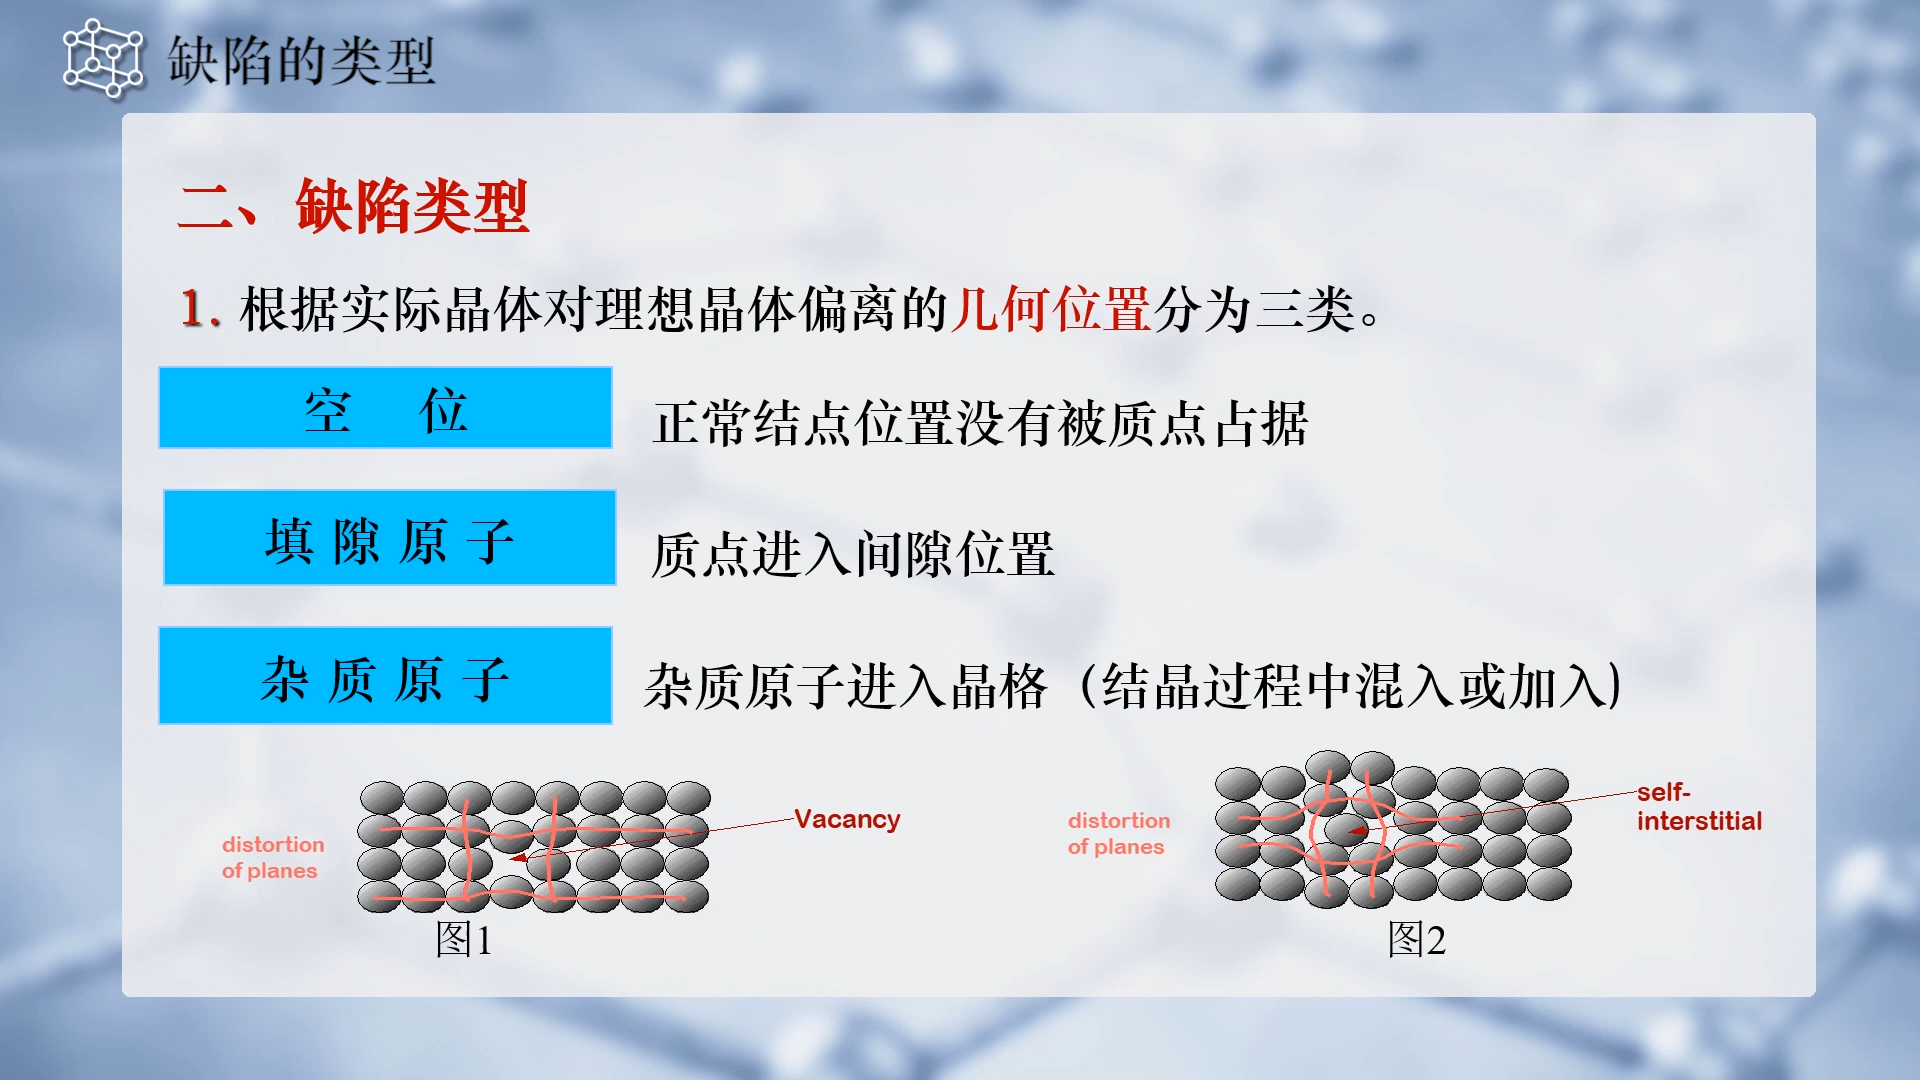 缺陷的类型
二、缺陷类型
1. 根据实际晶体对理想晶体偏离的几何位置分为三类。
空 位
正常结点位置没有被质点占据
填隙原子
质点进入间隙位置
杂质原子
杂质原子进入晶格（结晶过程中混入或加入)
distortion
of planes
Vacancy
图1
distortion
of planes
self-
interstitial
图2